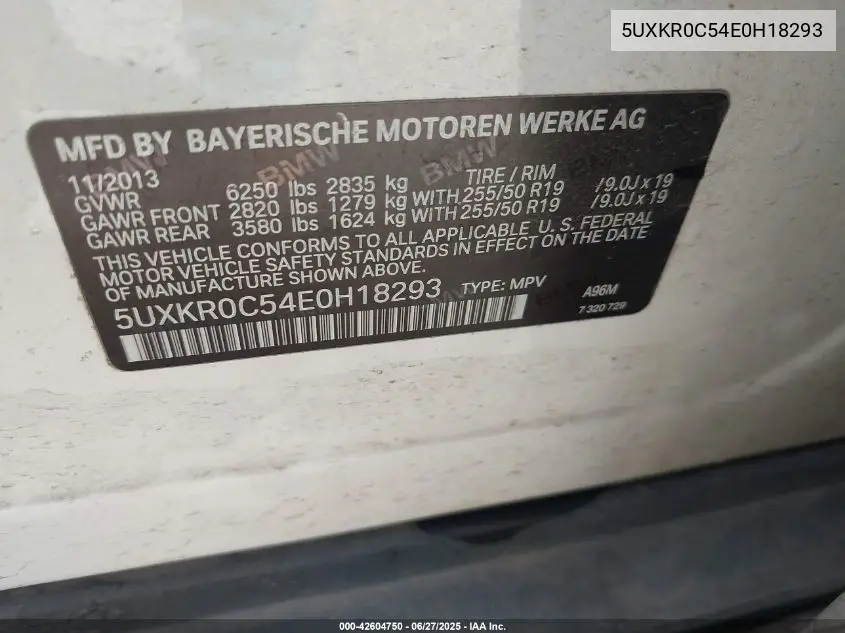 5UXKR0C54E0H18293
MFD BY BAYERISCHE MOTOREN WERKE AG
11/2013 TIRE / RIM
GVWR 6250 lbs 2835 kg
GAWR FRONT 2820 lbs 1279 kg WITH 255/50 R19 /9.0J x 19
GAWR REAR 3580 lbs 1624 kg WITH 255/50 R19 /9.0J x 19
THIS VEHICLE CONFORMS TO ALL APPLICABLE U. S. FEDERAL
MOTOR VEHICLE SAFETY STANDARDS IN EFFECT ON THE DATE
OF MANUFACTURE SHOWN ABOVE.
5UXKR0C54E0H18293 TYPE: MPV A96M
7 320 729
000-42604750 - 06/27/2025 - IAA Inc.